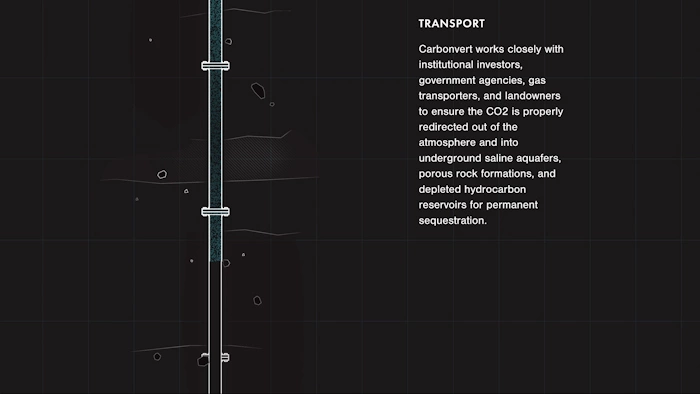 TRANSPORT
Carbonvert works closely with
institutional investors,
government agencies, gas
transporters, and landowners
to ensure the CO2 is properly
redirected out of the
atmosphere and into
underground saline aquafers,
porous rock formations, and
depleted hydrocarbon
reservoirs for permanent
sequestration.